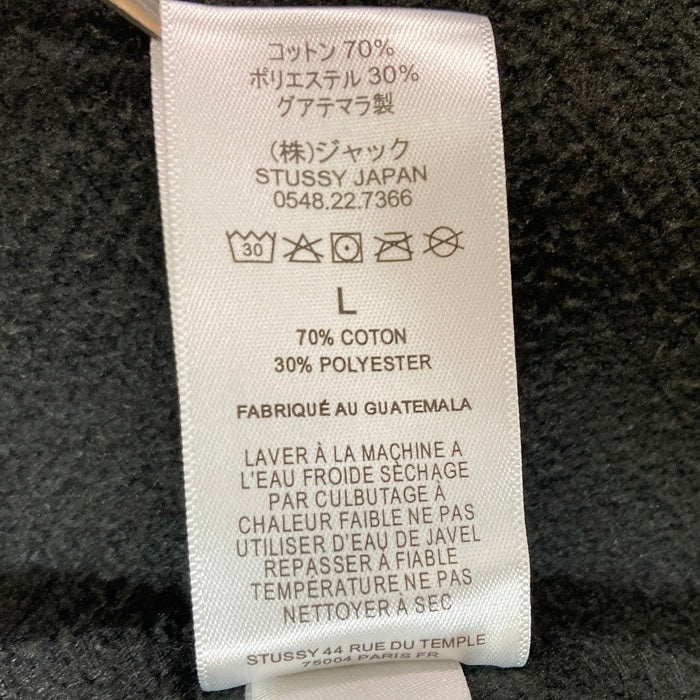 コットン 70%
ポリエステル 30%
グアテマラ製
(株)ジャック
STUSSY JAPAN
0548.22.7366
30
L
70% COTON
30% POLYESTER
FABRIQUÉ AU GUATEMALA
LAVER À LA MACHINE A
L'EAU FROIDE SÈCHAGE
PAR CULBUTAGE À
CHALEUR FAIBLE NE PAS
UTILISER D'EAU DE JAVEL
REPASSER À FIABLE
TEMPÉRATURE NE PAS
NETTOYER À SEC
STUSSY 44 RUE DU TEMPLE
75004 PARIS FR